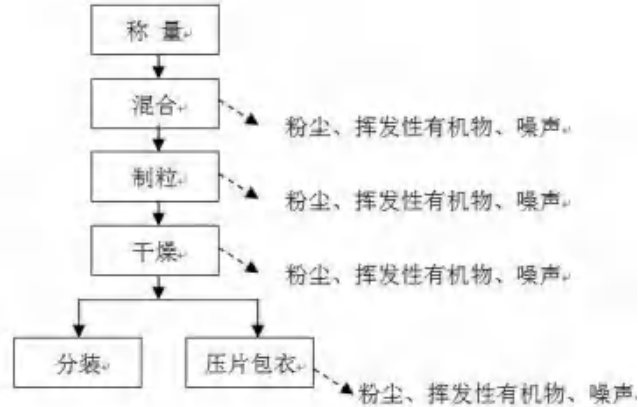 称 量
混合
粉尘、挥发性有机物、噪声
制粒
粉尘、挥发性有机物、噪声
干燥
粉尘、挥发性有机物、噪声
分装
压片包衣
粉尘、挥发性有机物、噪声